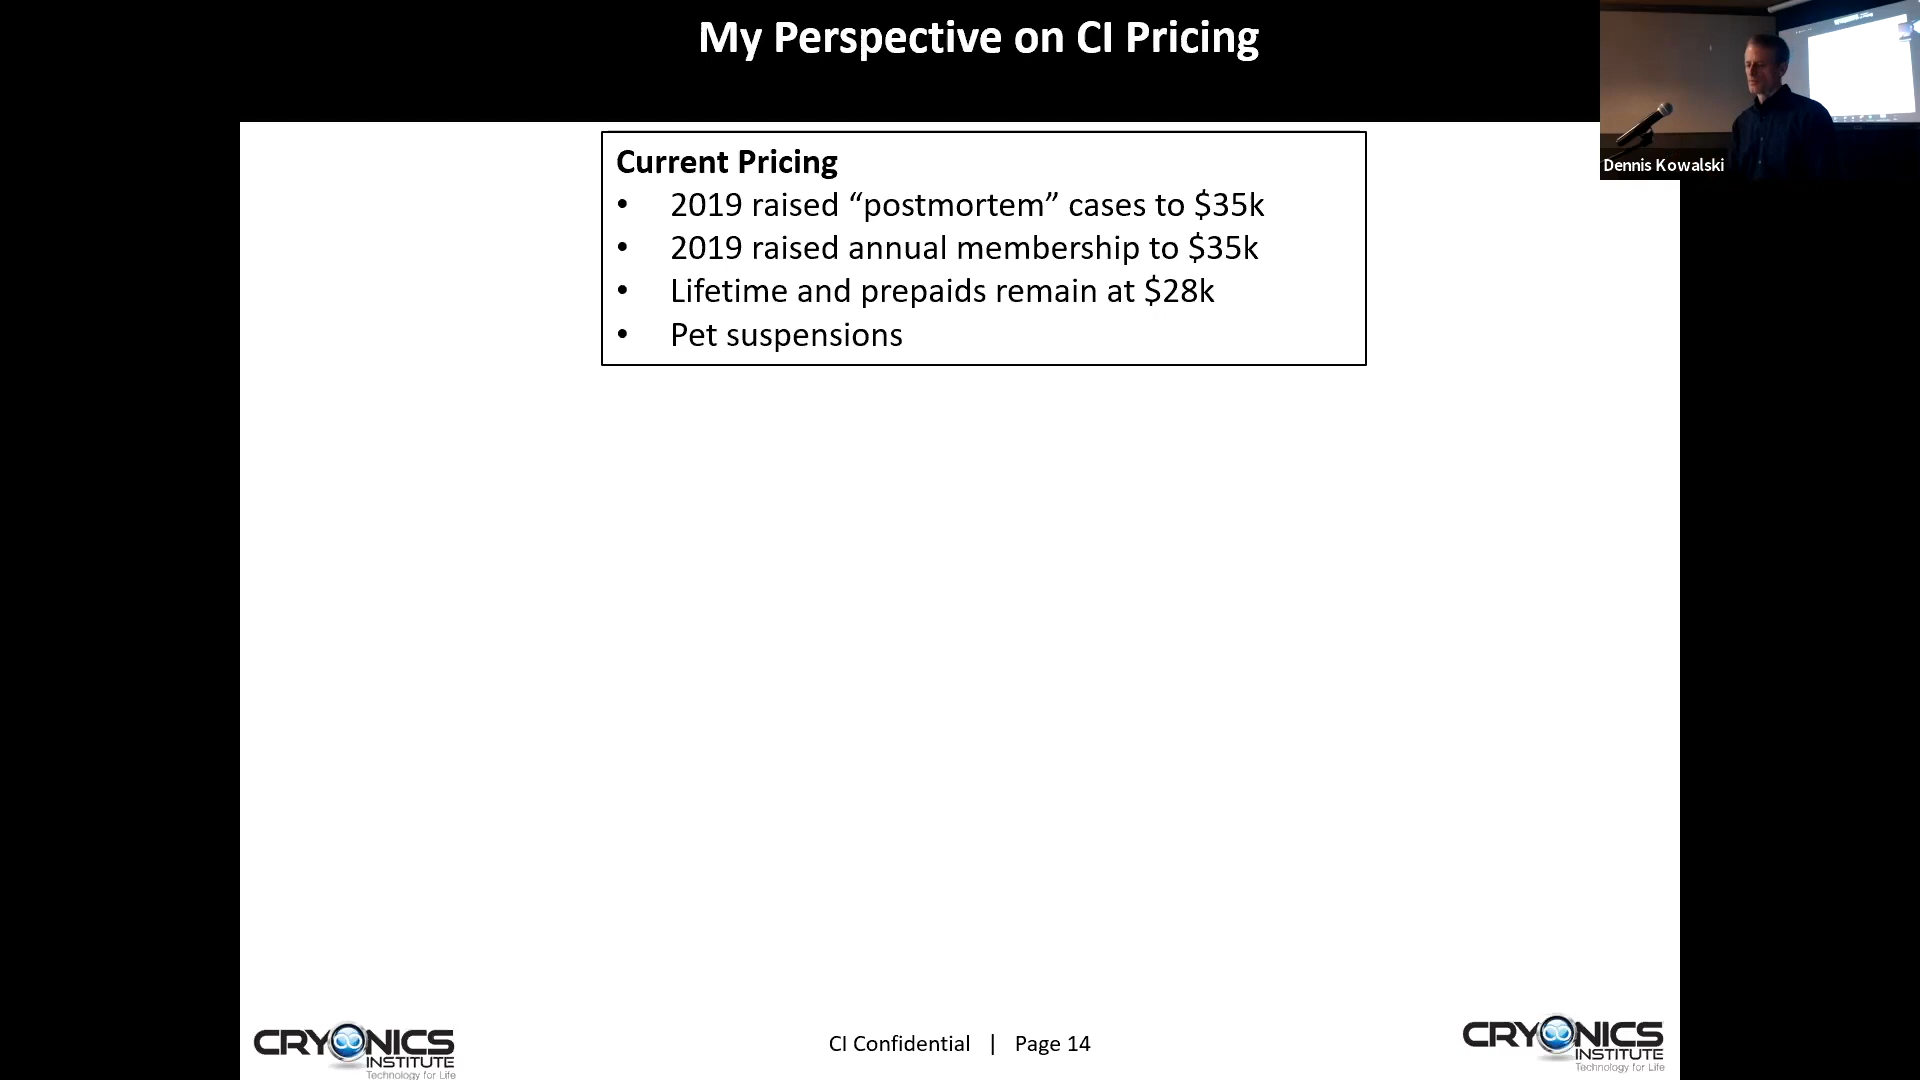 My Perspective on CI Pricing
Dennis Kowalski
Current Pricing
• 2019 raised “postmortem” cases to $35k
• 2019 raised annual membership to $35k
• Lifetime and prepaids remain at $28k
• Pet suspensions
CRYONICS
INSTITUTE
Technology for Life
CI Confidential | Page 14
CRYONICS
INSTITUTE
Technology for Life